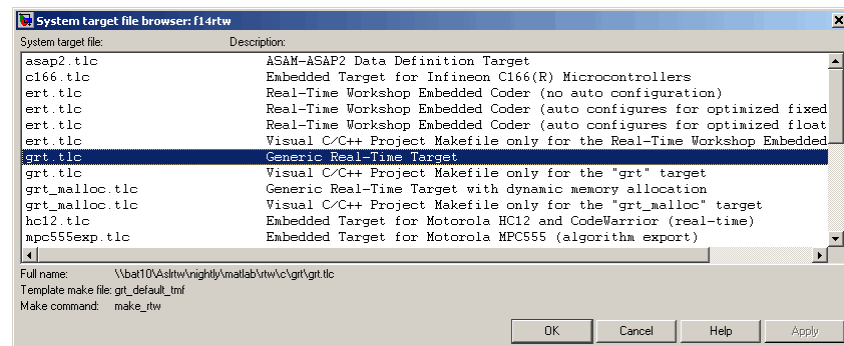 System target file browser: f14rtw
System target file: Description:
asap2.tlc ASAM-ASAP2 Data Definition Target
c166.tlc Embedded Target for Infineon C166(R) Microcontrollers
ert.tlc Real-Time Workshop Embedded Coder (no auto configuration)
ert.tlc Real-Time Workshop Embedded Coder (auto configures for optimized fixed
ert.tlc Real-Time Workshop Embedded Coder (auto configures for optimized float
ert.tlc Visual C/C++ Project Makefile only for the Real-Time Workshop Embedded
grt.tlc Generic Real-Time Target
grt.tlc Visual C/C++ Project Makefile only for the "grt" target
grt_malloc.tlc Generic Real-Time Target with dynamic memory allocation
grt_malloc.tlc Visual C/C++ Project Makefile only for the "grt_malloc" target
hc12.tlc Embedded Target for Motorola HC12 and CodeWarrior (real-time)
mpc555exp.tlc Embedded Target for Motorola MPC555 (algorithm export)
Full name: \\bat10\Aslrtw\nightly\matlab\rtw\c\grt\grt.tlc
Template make file: grt_default_tmf
Make command: make_rtw
OK Cancel Help Apply